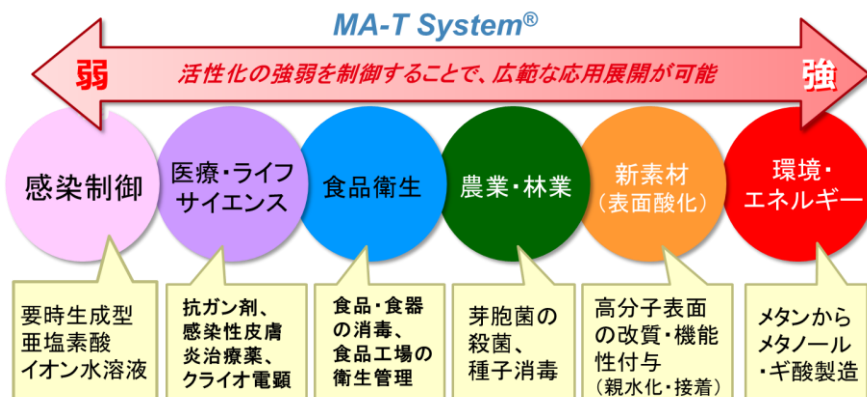 MA-T System®
弱
活性化の強弱を制御することで、広範な応用展開が可能
強
感染制御
医療・ライフ
サイエンス
食品衛生
農業・林業
新素材
（表面酸化）
環境・
エネルギー
要時生成型
亜塩素酸
イオン水溶液
抗ガン剤、
感染性皮膚
炎治療薬、
クライオ電顕
食品・食器
の消毒、
食品工場の
衛生管理
芽胞菌の
殺菌、
種子消毒
高分子表面
の改質・機能
性付与
（親水化・接着）
メタンから
メタノール
・ギ酸製造